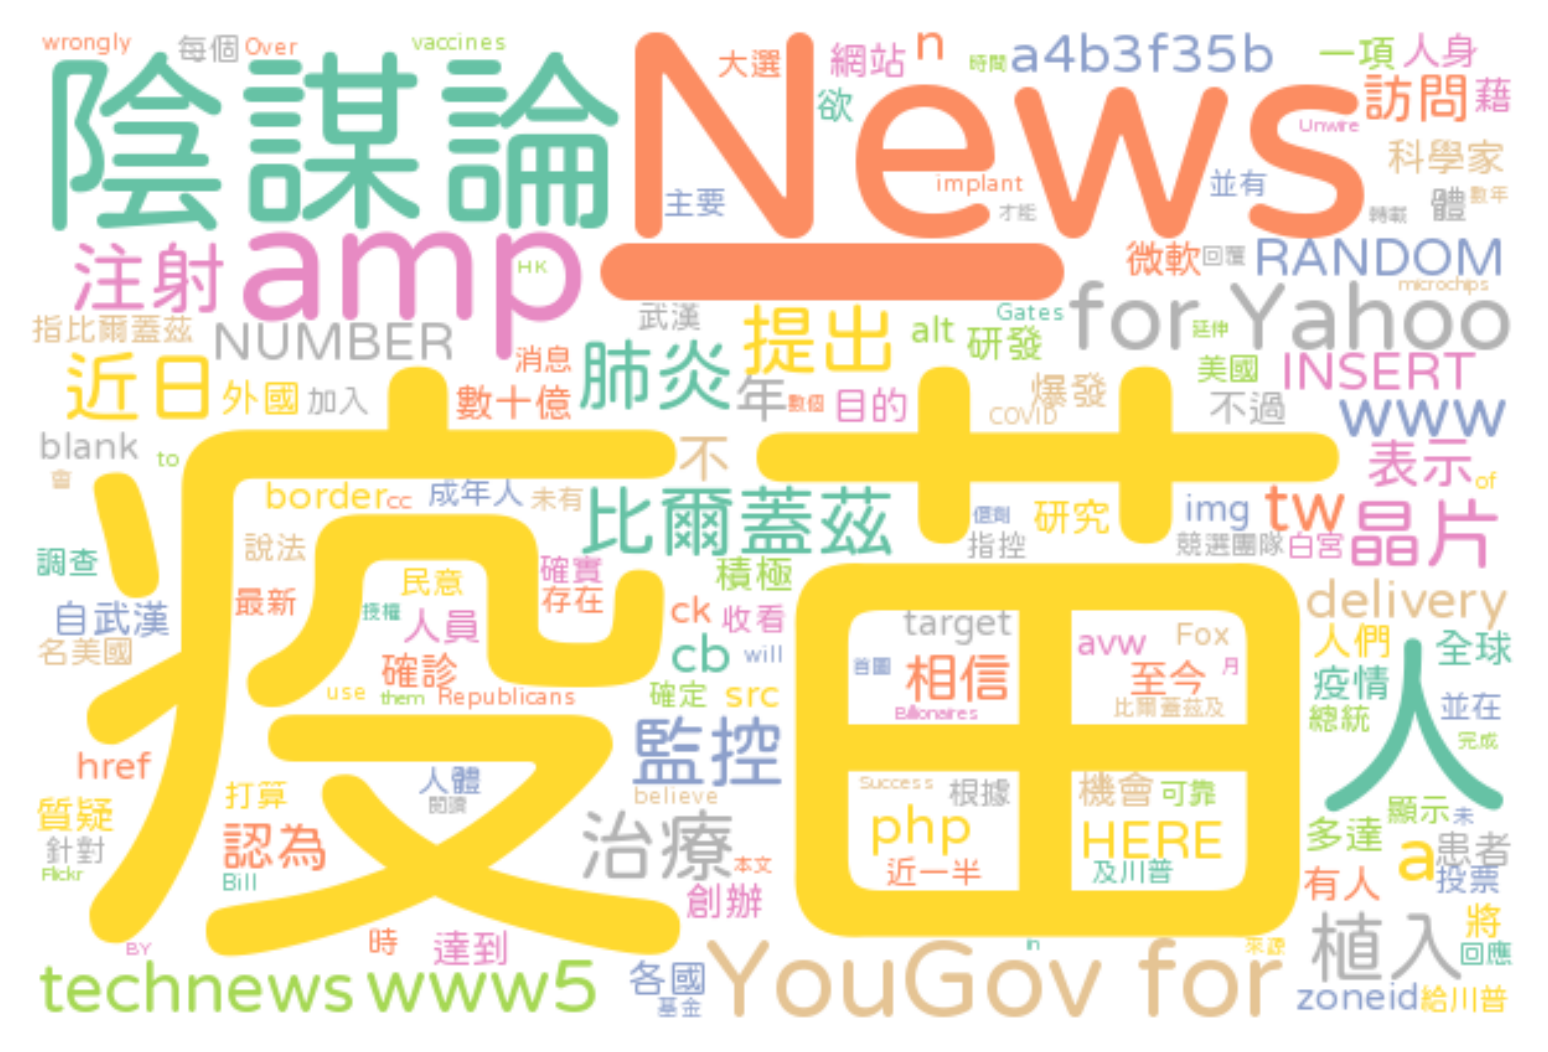 wrongly 每個 Over vaccines 大選 網站 n 時間 a4b3f35b 一項 人身
陰謀論 News 欲 訪問 藉
Unwire 科學家
主要 implant 才能 並有 轉載 體 數年
注射 amp HK 微軟 回覆 RANDOM
microchips
指比爾蓋茲 NUMBER 武漢 提出 Gates alt 研發 for Yahoo 延伸
消息 肺炎 美國 INSERT
近日 外國 加入 數十億 年 數個 目的 爆發 COVID 不過 www
blank to 不 表示
會 border cc 成年人 未有 比爾蓋茲 研究 img tw of
疫苗
指控 競選團隊 白宮 晶片
調查 說法 民意 確實 積極
自武漢 最新 授權 人員 存在 ck 收看 target avw Fox delivery
名美國 確診 cb will 首圖 相信 至今 月 人們 全球
use them Republicans 確定 src Billionaires 比爾蓋茲及 疫情 人
總統 並在
href 監控 完成
人體 believe Success 根據 機會 可靠
質疑 打算 閱讀 php HERE 顯示 未
針對 認為 治療 近一半 及川普 多達 a 患者
Flickr Bill 本文 有人 投票
創辦 植入 將
BY 時 達到 in 來源 回應
technews www5 各國 YouGov for zoneid 給川普
基金